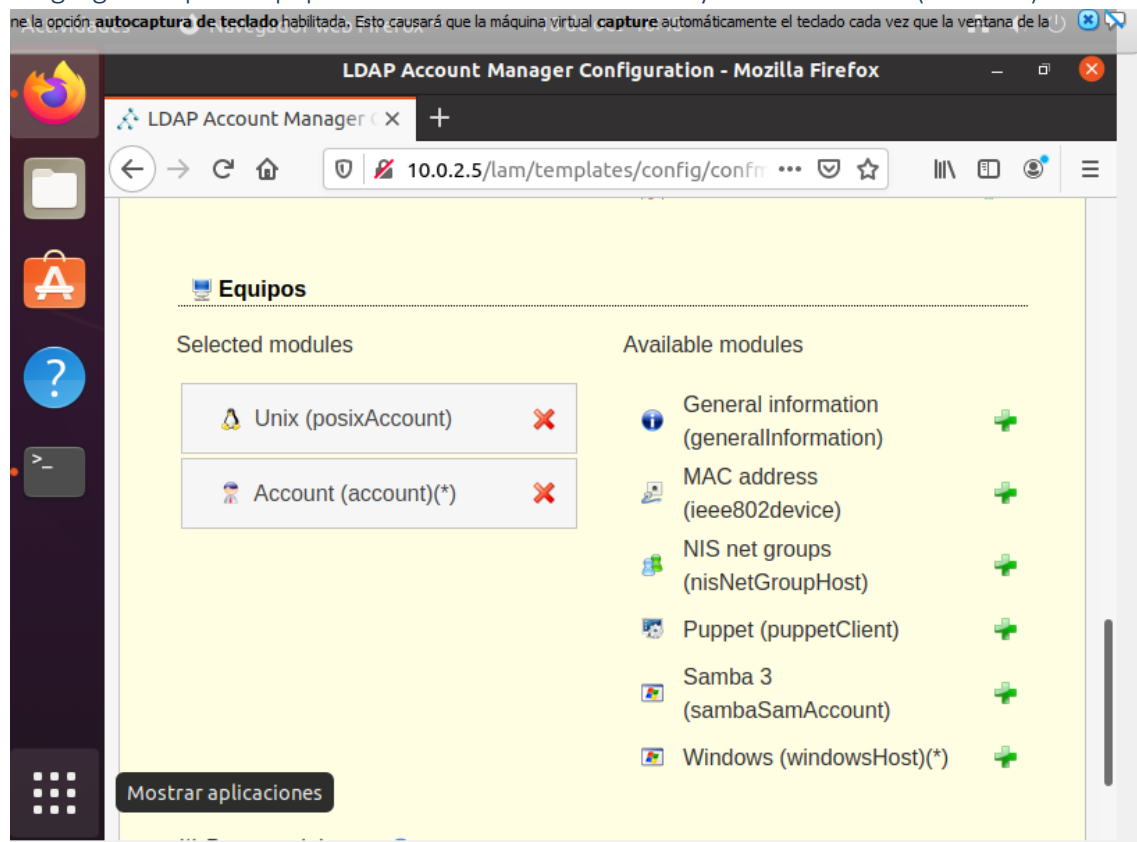 ne la opción autocaptura de teclado habilitada. Esto causará que la máquina virtual capture automáticamente el teclado cada vez que la ventana de la
LDAP Account Manager Configuration - Mozilla Firefox
LDAP Account Manager
10.0.2.5/lam/templates/config/confm
Equipos
Selected modules
Available modules
Unix (posixAccount)
Account (account)(*)
General information
(generalInformation)
MAC address
(ieee802device)
NIS net groups
(nisNetGroupHost)
Puppet (puppetClient)
Samba 3
(sambaSamAccount)
Windows (windowsHost)(*)
Mostrar aplicaciones